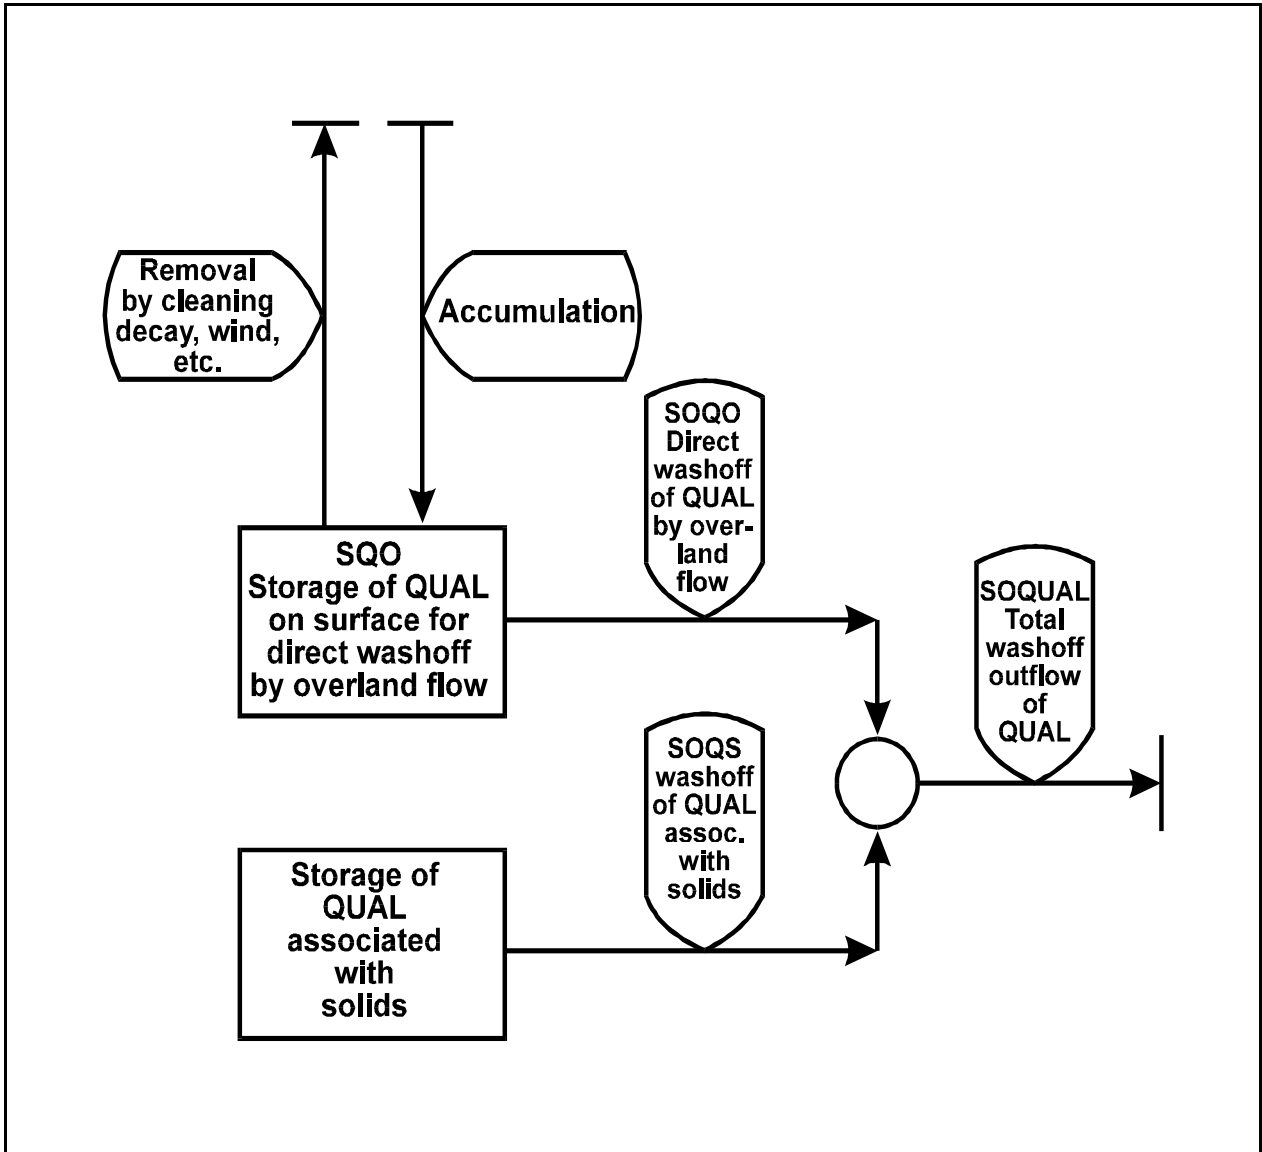 Removal
by cleaning
decay, wind,
etc.
Accumulation
SOQO
Direct
washoff
of QUAL
by over-
land
flow
SQO
Storage of QUAL
on surface for
direct washoff
by overland flow
SOQUAL
Total
washoff
outflow
of
QUAL
SOQS
washoff
of QUAL
assoc.
with
solids
Storage of
QUAL
associated
with
solids